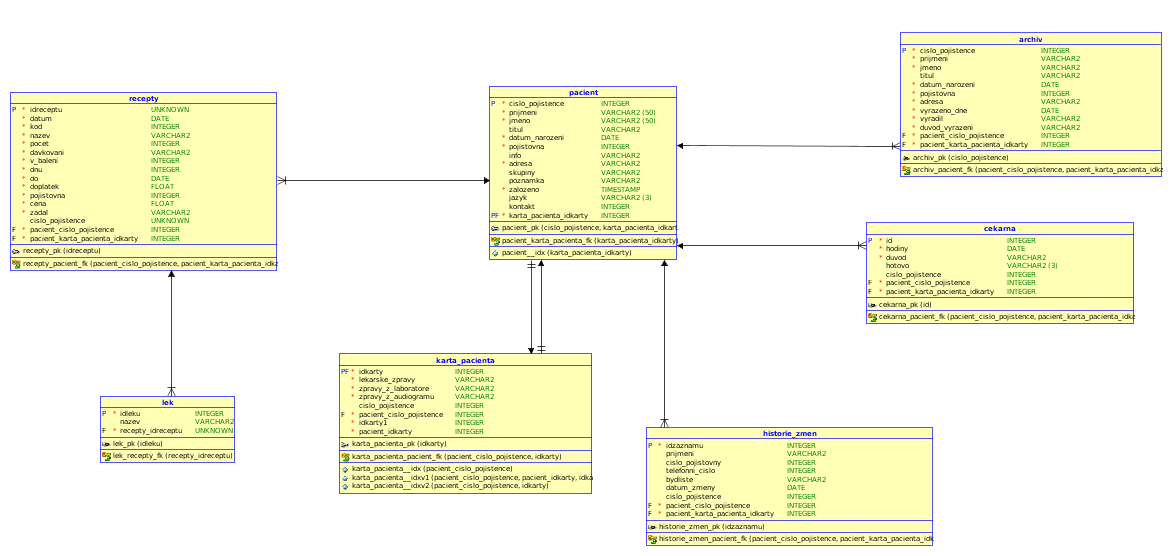 recepty
P * idreceptu UNKNOWN
* datum DATE
* kod INTEGER
* nazev VARCHAR2
* pocet INTEGER
* davkovani VARCHAR2
* v_baleni INTEGER
* dnu INTEGER
* do DATE
* doplatek FLOAT
* pojistovna INTEGER
* cena FLOAT
* zadal VARCHAR2
cislo_pojistence UNKNOWN
F * pacient_cislo_pojistence INTEGER
F * pacient_karta_pacienta_idkarty INTEGER
recepty_pk (idreceptu)
recepty_pacient_fk (pacient_cislo_pojistence, pacient_karta_pacienta_idk
pacient
P * cislo_pojistence INTEGER
* prijmeni VARCHAR2 (50)
* jmeno VARCHAR2 (50)
titul VARCHAR2
* datum_narozeni DATE
* pojistovna INTEGER
info VARCHAR2
* adresa VARCHAR2
skupiny VARCHAR2
poznamka VARCHAR2
* zalozeno TIMESTAMP
jazyk VARCHAR2 (3)
kontakt INTEGER
PF * karta_pacienta_idkarty INTEGER
pacient_pk (cislo_pojistence, karta_pacienta_idkart
pacient_karta_pacienta_fk (karta_pacienta_idkarty)
pacient__idx (karta_pacienta_idkarty)
archiv
P * cislo_pojistence INTEGER
* prijmeni VARCHAR2
* jmeno VARCHAR2
titul VARCHAR2
* datum_narozeni DATE
* pojistovna INTEGER
* adresa VARCHAR2
* vyrazeno_dne DATE
* vyradil VARCHAR2
* duvod_vyrazeni VARCHAR2
F * pacient_cislo_pojistence INTEGER
F * pacient_karta_pacienta_idkarty INTEGER
archiv_pk (cislo_pojistence)
archiv_pacient_fk (pacient_cislo_pojistence, pacient_karta_pacienta_idka
cekarna
P * id INTEGER
* hodiny DATE
* duvod VARCHAR2
hotovo VARCHAR2 (3)
cislo_pojistence INTEGER
F * pacient_cislo_pojistence INTEGER
F * pacient_karta_pacienta_idkarty INTEGER
cekarna_pk (id)
cekarna_pacient_fk (pacient_cislo_pojistence, pacient_karta_pacienta_idka
karta_pacienta
PF * idkarty INTEGER
* lekarske_zpravy VARCHAR2
* zpravy_z_laboratore VARCHAR2
* zpravy_z_audiogramu VARCHAR2
cislo_pojistence INTEGER
F * pacient_cislo_pojistence INTEGER
* idkarty1 INTEGER
* pacient_idkarty INTEGER
karta_pacienta_pk (idkarty)
karta_pacienta_pacient_fk (pacient_cislo_pojistence, idkarty)
karta_pacienta__idx (pacient_cislo_pojistence)
karta_pacienta__idxv1 (pacient_cislo_pojistence, pacient_idkarty, idka
karta_pacienta__idxv2 (pacient_cislo_pojistence, idkarty)
lek
P * idleku INTEGER
nazev VARCHAR2
F * recepty_idreceptu UNKNOWN
lek_pk (idleku)
lek_recepty_fk (recepty_idreceptu)
historie_zmen
P * idzaznamu INTEGER
prijmeni VARCHAR2
cislo_pojistovny INTEGER
telefonni_cislo INTEGER
bydliste VARCHAR2
datum_zmeny DATE
cislo_pojistence INTEGER
F * pacient_cislo_pojistence INTEGER
F * pacient_karta_pacienta_idkarty INTEGER
historie_zmen_pk (idzaznamu)
historie_zmen_pacient_fk (pacient_cislo_pojistence, pacient_karta_pacienta_idk